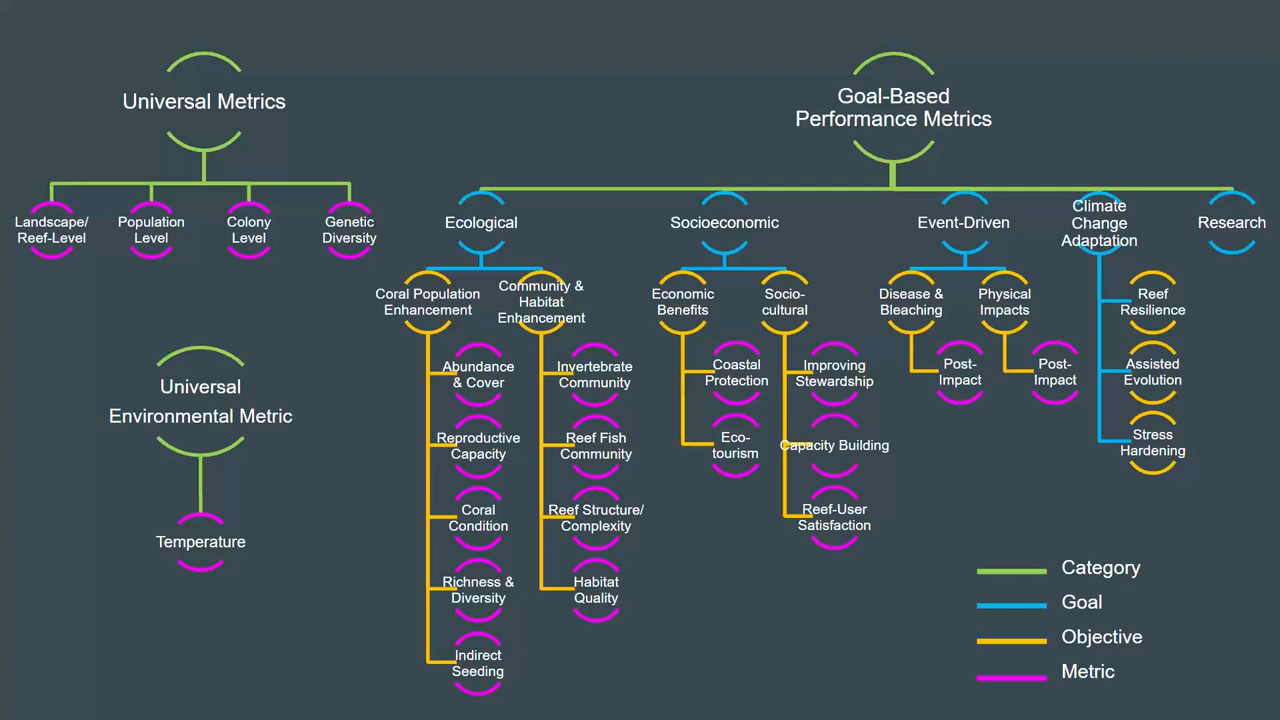 Universal Metrics
Landscape/
Reef-Level
Population
Level
Colony
Level
Genetic
Diversity
Universal
Environmental Metric
Temperature
Goal-Based
Performance Metrics
Ecological
Coral Population
Enhancement
Abundance
& Cover
Reproductive
Capacity
Coral
Condition
Richness &
Diversity
Indirect
Seeding
Community &
Habitat
Enhancement
Invertebrate
Community
Reef Fish
Community
Reef Structure/
Complexity
Habitat
Quality
Socioeconomic
Economic
Benefits
Coastal
Protection
Eco-
tourism
Socio-
cultural
Improving
Stewardship
Capacity Building
Reef-User
Satisfaction
Event-Driven
Disease &
Bleaching
Post-
Impact
Physical
Impacts
Post-
Impact
Climate
Change
Adaptation
Reef
Resilience
Assisted
Evolution
Stress
Hardening
Research
Category
Goal
Objective
Metric